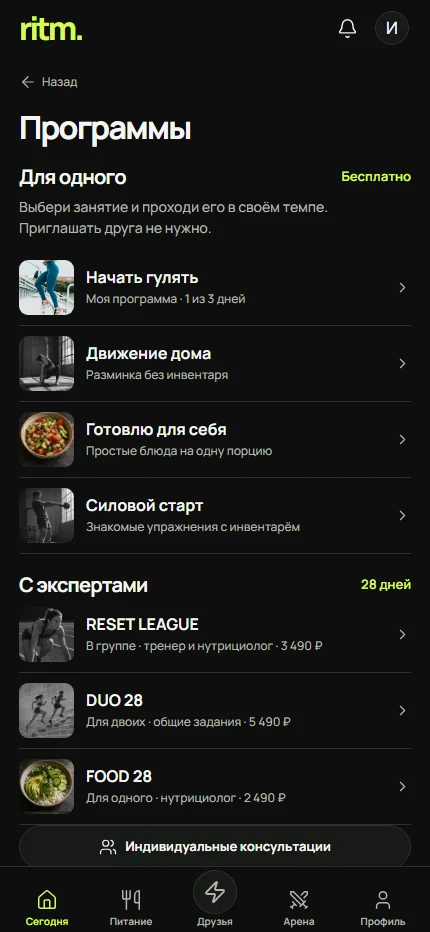 ritm.
И
Назад
Программы
Для одного
Бесплатно
Выбери занятие и проходи его в своём темпе.
Приглашать друга не нужно.
Начать гулять
Моя программа · 1 из 3 дней
Движение дома
Разминка без инвентаря
Готовлю для себя
Простые блюда на одну порцию
Силовой старт
Знакомые упражнения с инвентарём
С экспертами
28 дней
RESET LEAGUE
В группе · тренер и нутрициолог · 3 490 ₽
DUO 28
Для двоих · общие задания · 5 490 ₽
FOOD 28
Для одного · нутрициолог · 2 490 ₽
Индивидуальные консультации
Сегодня
Питание
Друзья
Арена
Профиль